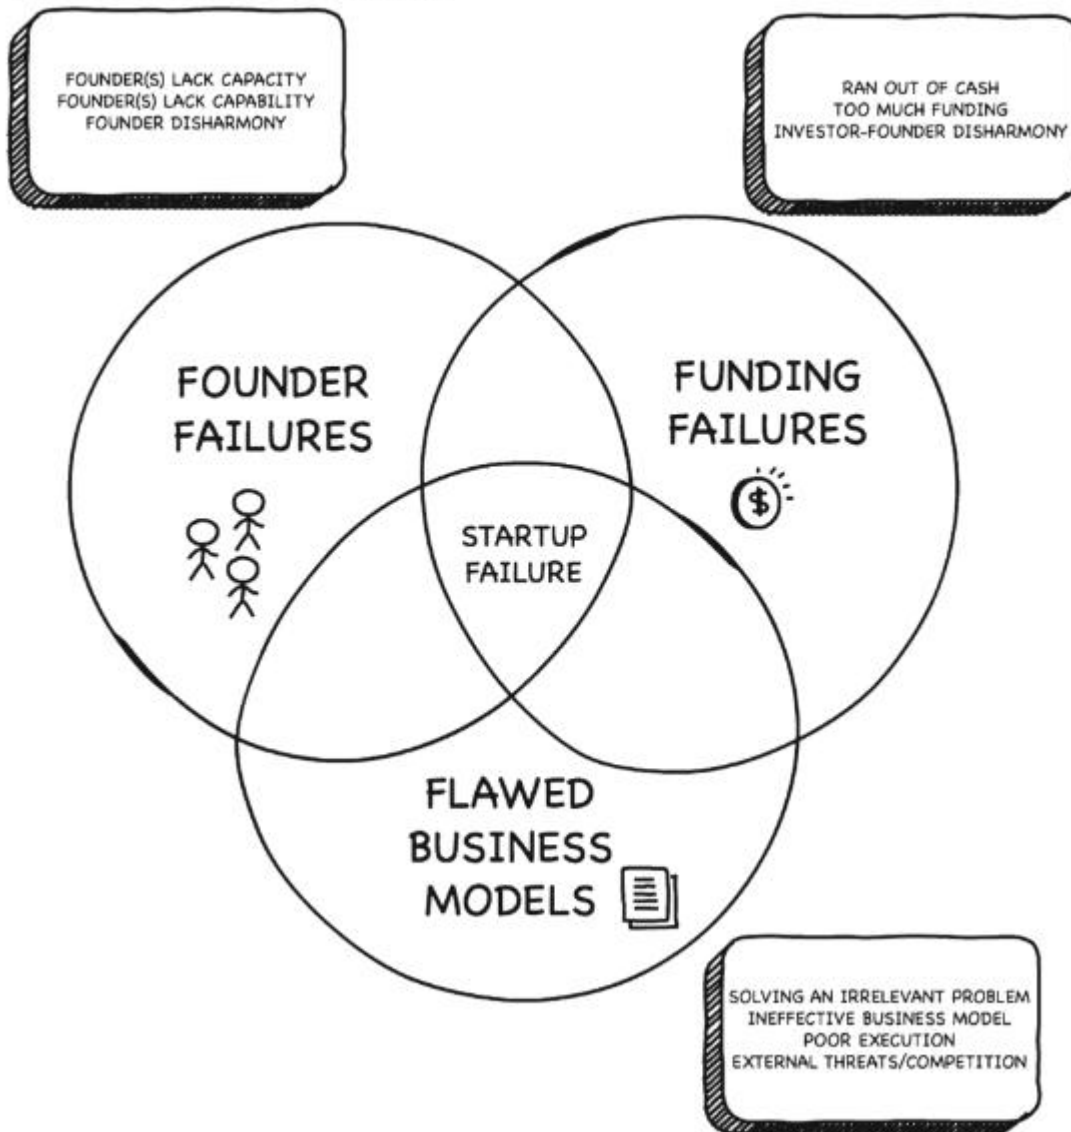 FOUNDER(S) LACK CAPACITY
FOUNDER(S) LACK CAPABILITY
FOUNDER DISHARMONY
RAN OUT OF CASH
TOO MUCH FUNDING
INVESTOR-FOUNDER DISHARMONY
FOUNDER
FAILURES
FUNDING
FAILURES
$
STARTUP
FAILURE
FLAWED
BUSINESS
MODELS
SOLVING AN IRRELEVANT PROBLEM
INEFFECTIVE BUSINESS MODEL
POOR EXECUTION
EXTERNAL THREATS/COMPETITION